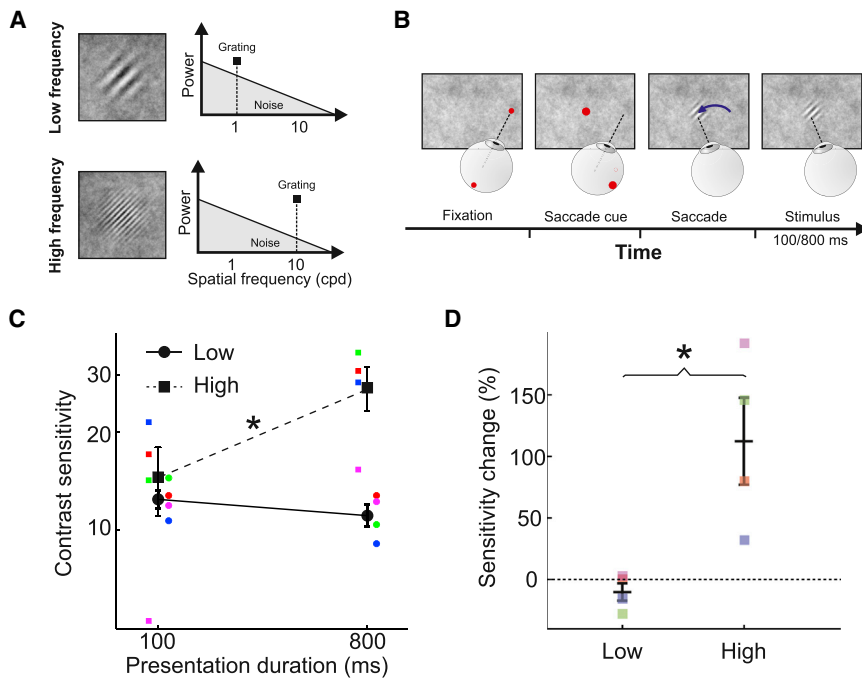 A
Low frequency
Power
Grating
Noise
1 10
High frequency
Power
Grating
Noise
1 10
Spatial frequency (cpd)
B
Fixation
Saccade cue
Saccade
Stimulus
100/800 ms
Time
C
Contrast sensitivity
30
20
10
Low
High
*
100 800
Presentation duration (ms)
D
Sensitivity change (%)
150
100
50
0
*
Low High